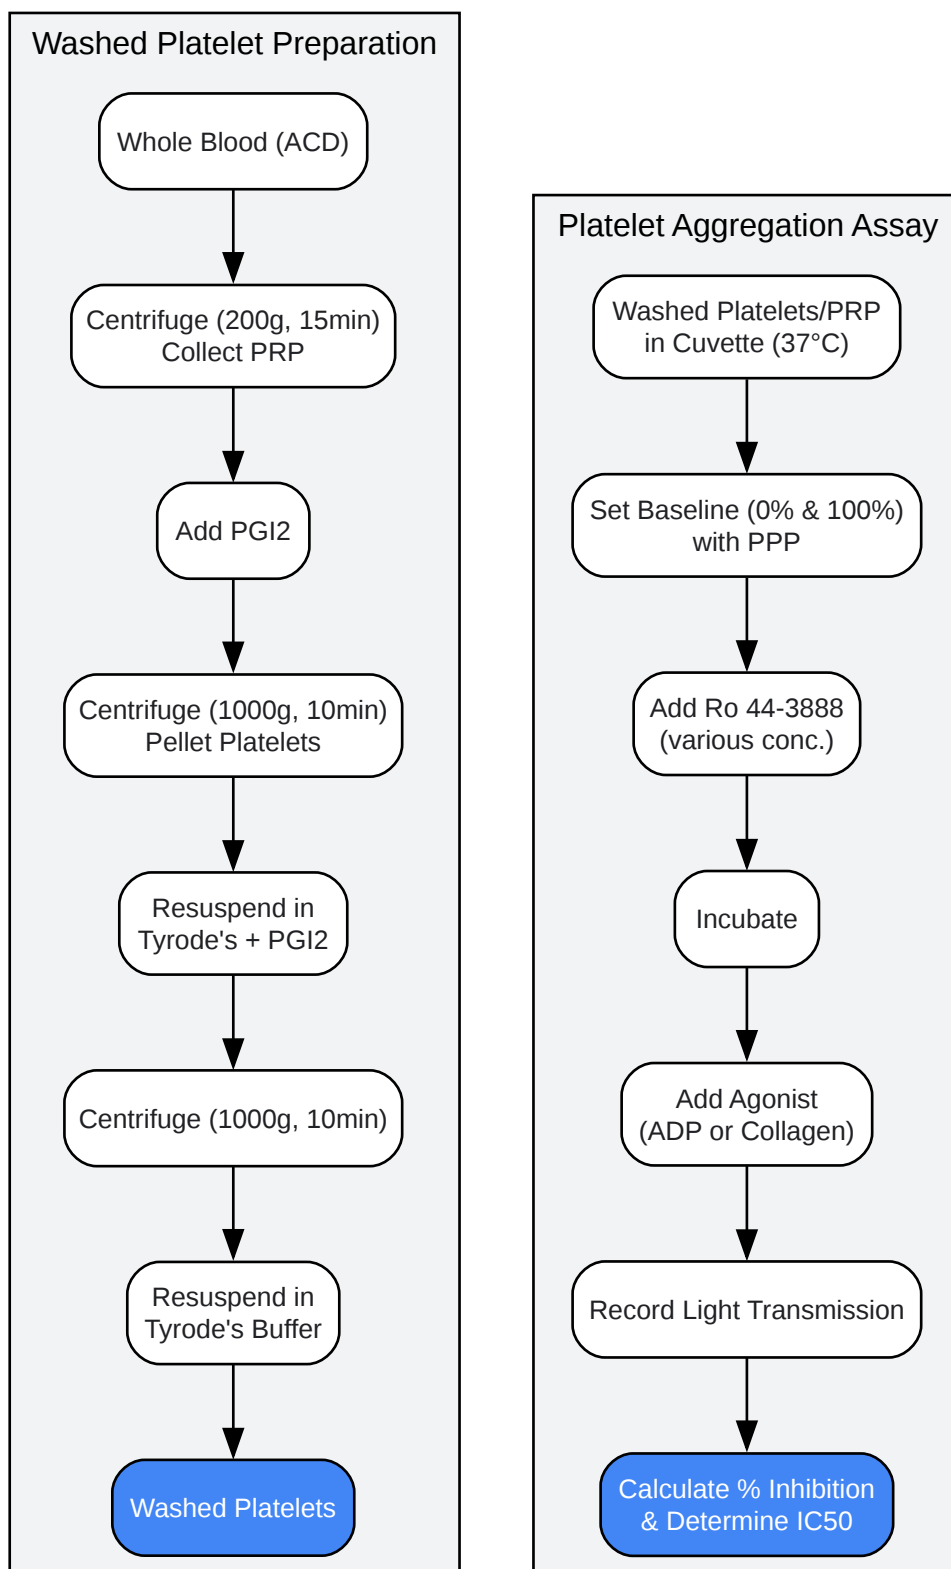 Washed Platelet Preparation
Whole Blood (ACD)
Centrifuge (200g, 15min)
Collect PRP
Add PGI2
Centrifuge (1000g, 10min)
Pellet Platelets
Resuspend in
Tyrode's + PGI2
Centrifuge (1000g, 10min)
Resuspend in
Tyrode's Buffer
Washed Platelets
Platelet Aggregation Assay
Washed Platelets/PRP
in Cuvette (37°C)
Set Baseline (0% & 100%)
with PPP
Add Ro 44-3888
(various conc.)
Incubate
Add Agonist
(ADP or Collagen)
Record Light Transmission
Calculate % Inhibition
& Determine IC50